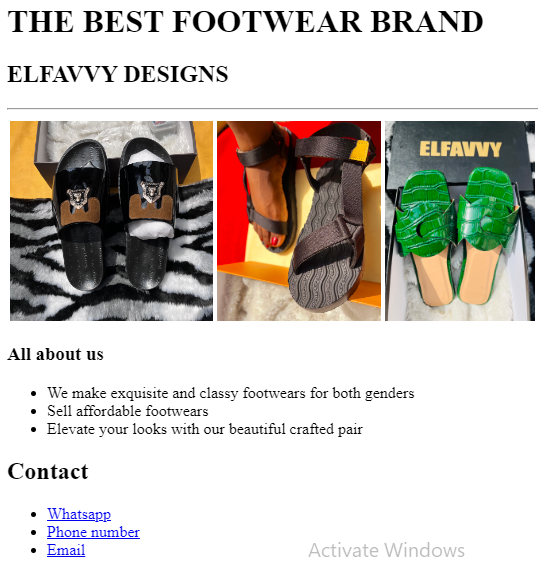 THE BEST FOOTWEAR BRAND
ELFAVVY DESIGNS
ELFAVVY
All about us
We make exquisite and classy footwears for both genders
Sell affordable footwears
Elevate your looks with our beautiful crafted pair
Contact
Whatsapp
Phone number
Email
Activate Windows